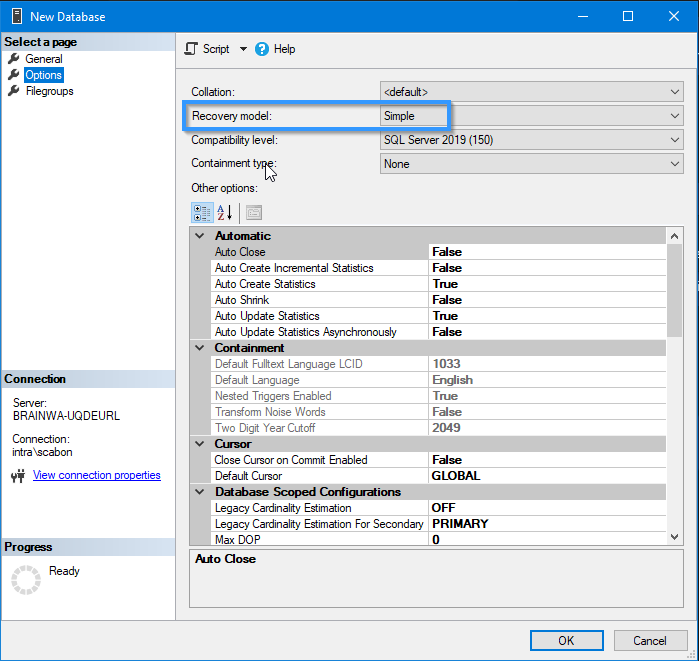 New Database
Select a page
General
Options
Filegroups
Script
Help
Collation: <default>
Recovery model: Simple
Compatibility level: SQL Server 2019 (150)
Containment type: None
Other options:
Automatic
Auto Close False
Auto Create Incremental Statistics False
Auto Create Statistics True
Auto Shrink False
Auto Update Statistics True
Auto Update Statistics Asynchronously False
Containment
Default Fulltext Language LCID 1033
Default Language English
Nested Triggers Enabled True
Transform Noise Words False
Two Digit Year Cutoff 2049
Cursor
Close Cursor on Commit Enabled False
Default Cursor GLOBAL
Database Scoped Configurations
Legacy Cardinality Estimation OFF
Legacy Cardinality Estimation For Secondary PRIMARY
Max DOP 0
Auto Close
Connection
Server:
BRAINWA-UQDEURL
Connection:
intra\scabon
View connection properties
Progress
Ready
OK
Cancel